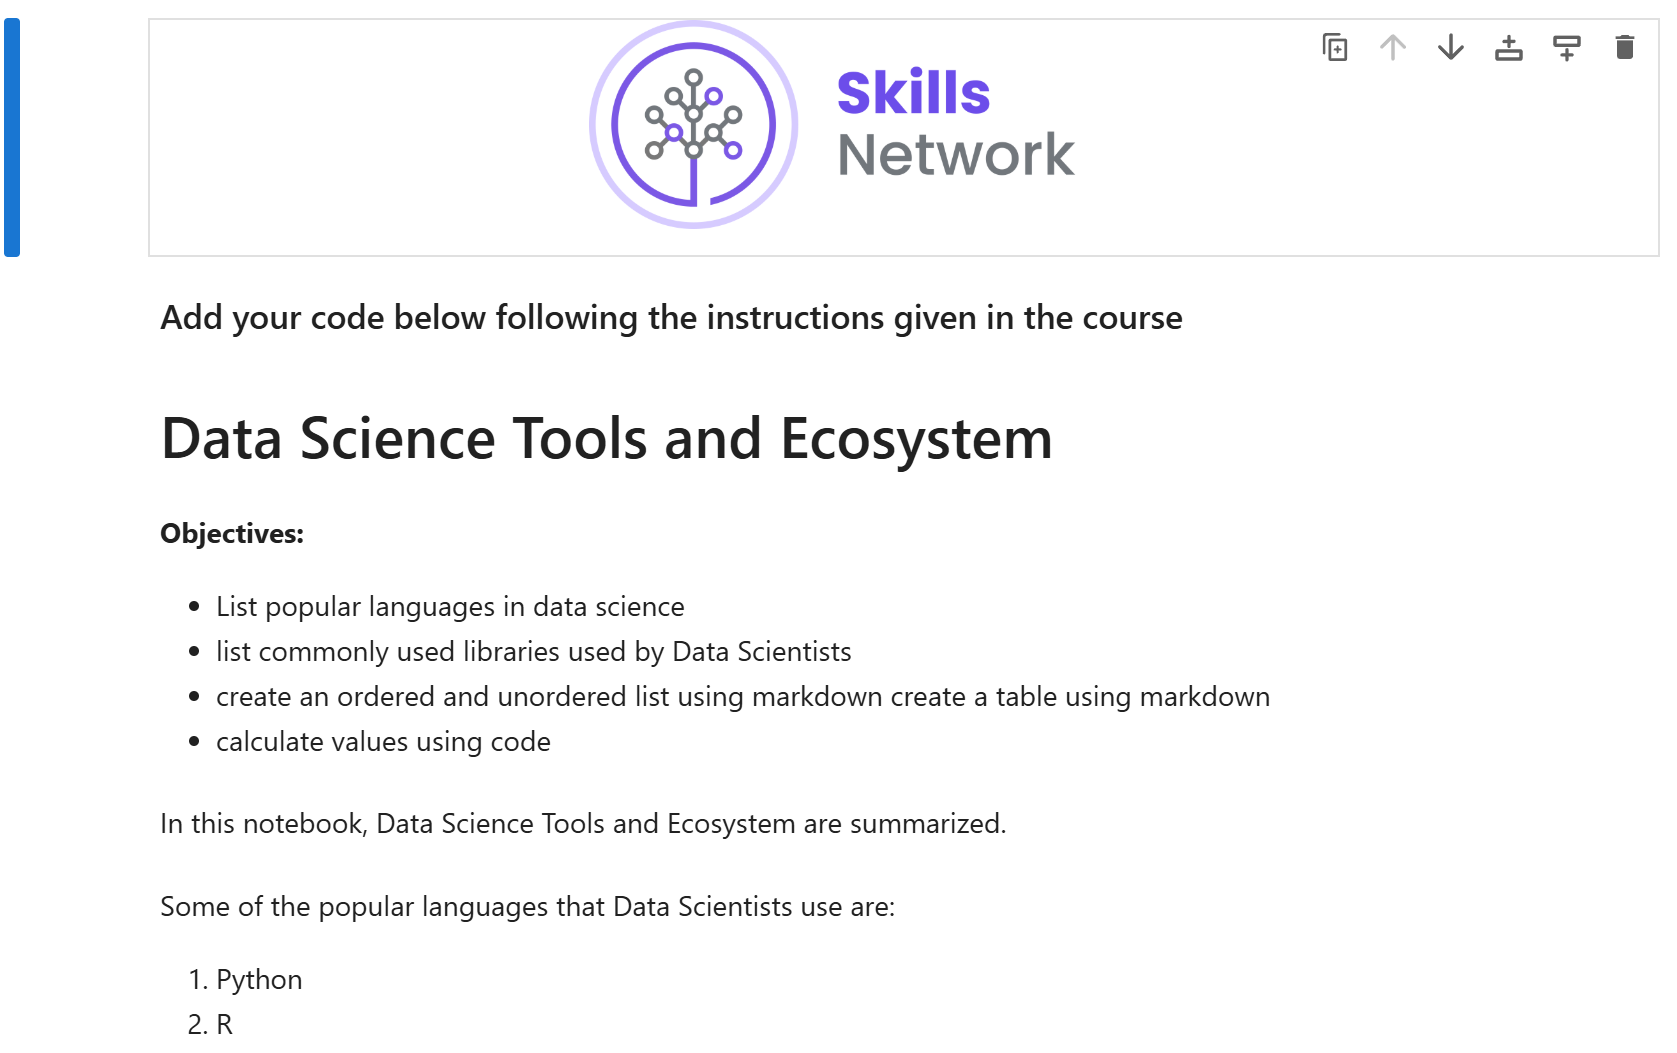 Skills
Network
Add your code below following the instructions given in the course
Data Science Tools and Ecosystem
Objectives:
• List popular languages in data science
• list commonly used libraries used by Data Scientists
• create an ordered and unordered list using markdown create a table using markdown
• calculate values using code
In this notebook, Data Science Tools and Ecosystem are summarized.
Some of the popular languages that Data Scientists use are:
1. Python
2. R